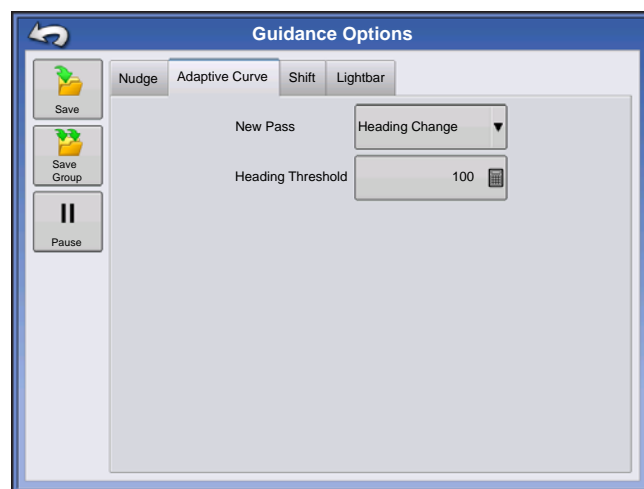 Guidance Options
Save
Save
Group
Pause
Nudge Adaptive Curve Shift Lightbar
New Pass Heading Change
Heading Threshold 100